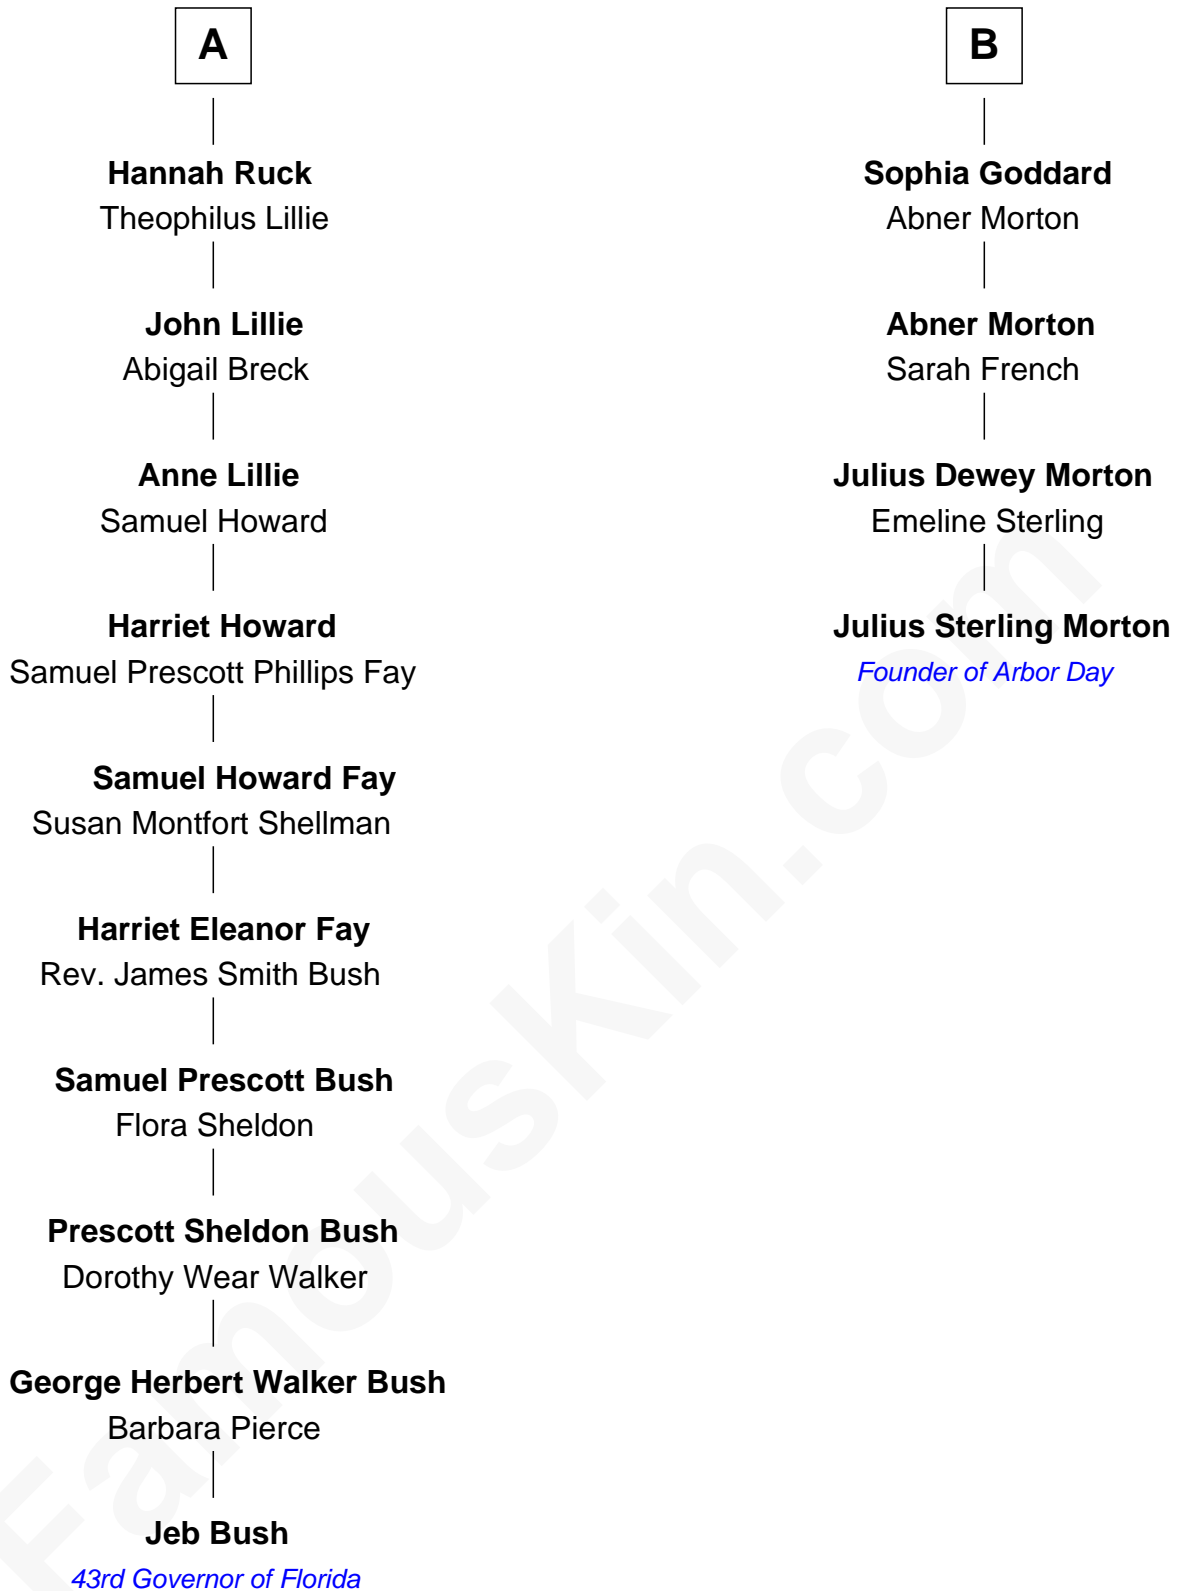 A
Hannah Ruck
Theophilus Lillie
John Lillie
Abigail Breck
Anne Lillie
Samuel Howard
Harriet Howard
Samuel Prescott Phillips Fay
Samuel Howard Fay
Susan Montfort Shellman
Harriet Eleanor Fay
Rev. James Smith Bush
Samuel Prescott Bush
Flora Sheldon
Prescott Sheldon Bush
Dorothy Wear Walker
George Herbert Walker Bush
Barbara Pierce
Jeb Bush
43rd Governor of Florida
B
Sophia Goddard
Abner Morton
Abner Morton
Sarah French
Julius Dewey Morton
Emeline Sterling
Julius Sterling Morton
Founder of Arbor Day
FamousKin.com